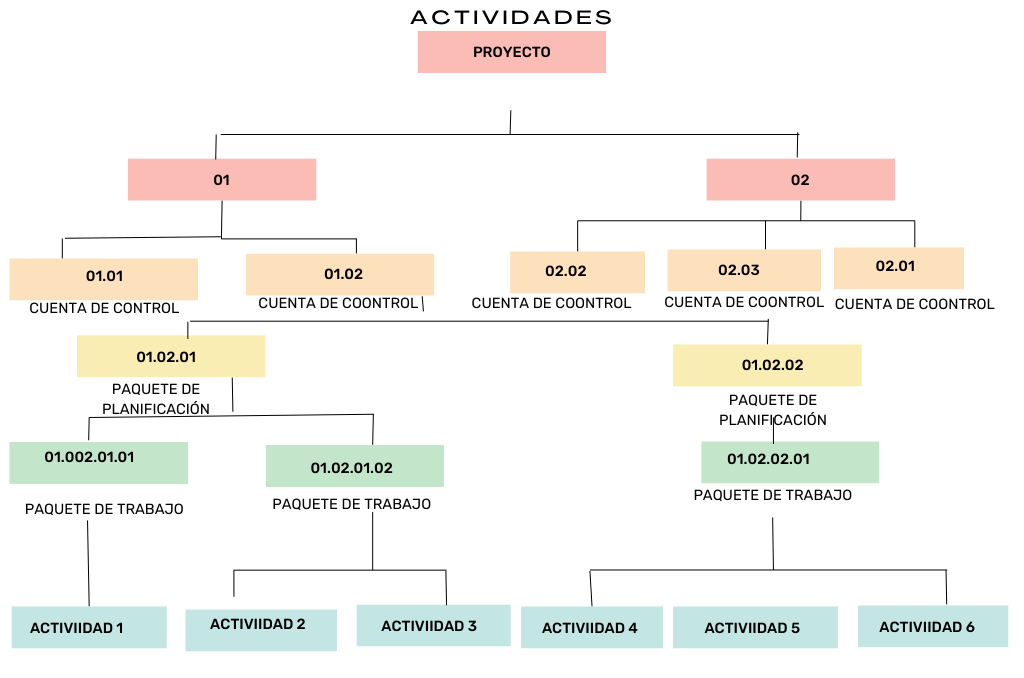 ACTIVIDADES
PROYECTO
01
02
01.01
01.02
02.02
02.03
02.01
CUENTA DE CONTROL
CUENTA DE COONTROL
CUENTA DE COONTROL
CUENTA DE COONTROL
CUENTA DE COONTROL
01.02.01
01.02.02
PAQUETE DE
PLANIFICACIÓN
PAQUETE DE
PLANIFICACIÓN
01.002.01.01
01.02.01.02
01.02.02.01
PAQUETE DE TRABAJO
PAQUETE DE TRABAJO
PAQUETE DE TRABAJO
ACTIVIIDAD 1
ACTIVIIDAD 2
ACTIVIIDAD 3
ACTIVIIDAD 4
ACTIVIIDAD 5
ACTIVIIDAD 6